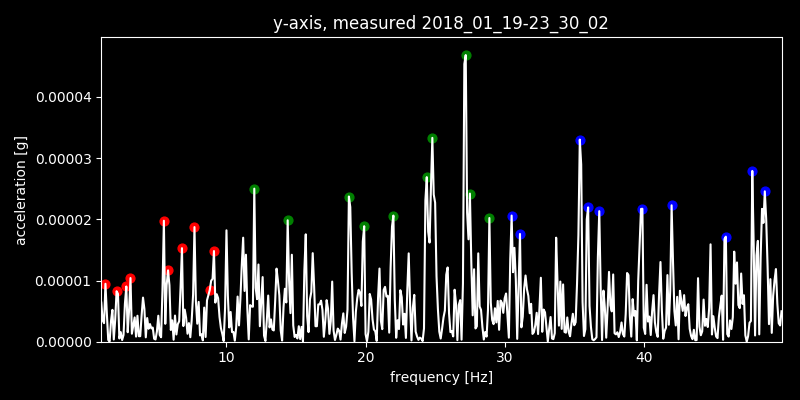 y-axis, measured 2018_01_19-23_30_02
acceleration [g]
0.00004
0.00003
0.00002
0.00001
0.00000
10 20 30 40
frequency [Hz]